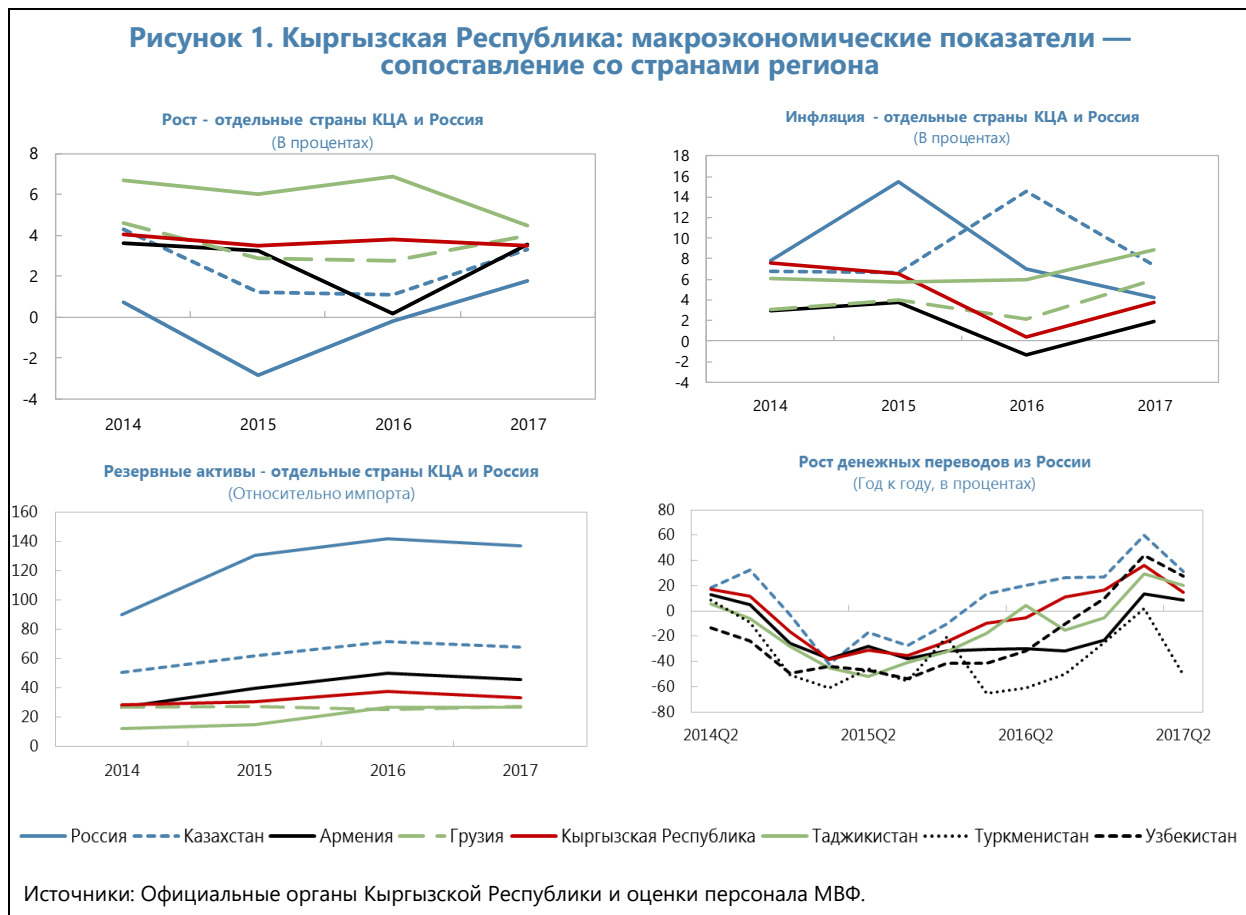 Рисунок 1. Кыргызская Республика: макроэкономические показатели —
сопоставление со странами региона
Рост - отдельные страны КЦА и Россия
(В процентах)
8
6
4
2
0
-2
-4
2014 2015 2016 2017
Инфляция - отдельные страны КЦА и Россия
(В процентах)
18
16
14
12
10
8
6
4
2
0
-2
-4
2014 2015 2016 2017
Резервные активы - отдельные страны КЦА и Россия
(Относительно импорта)
160
140
120
100
80
60
40
20
0
2014 2015 2016 2017
Рост денежных переводов из России
(Год к году, в процентах)
80
60
40
20
0
-20
-40
-60
-80
2014Q2 2015Q2 2016Q2 2017Q2
Россия Казахстан Армения Грузия Кыргызская Республика Таджикистан Туркменистан Узбекистан
Источники: Официальные органы Кыргызской Республики и оценки персонала МВФ.